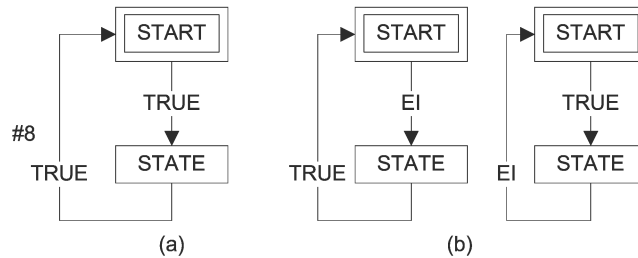 START START START
TRUE EI TRUE
#8
TRUE STATE TRUE STATE EI STATE
(a) (b)